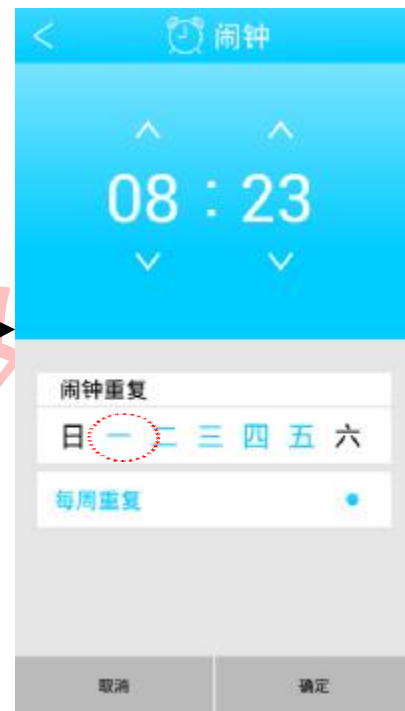 闹钟
08 : 23
闹钟重复
日 一 二 三 四 五 六
每周重复
取消 确定